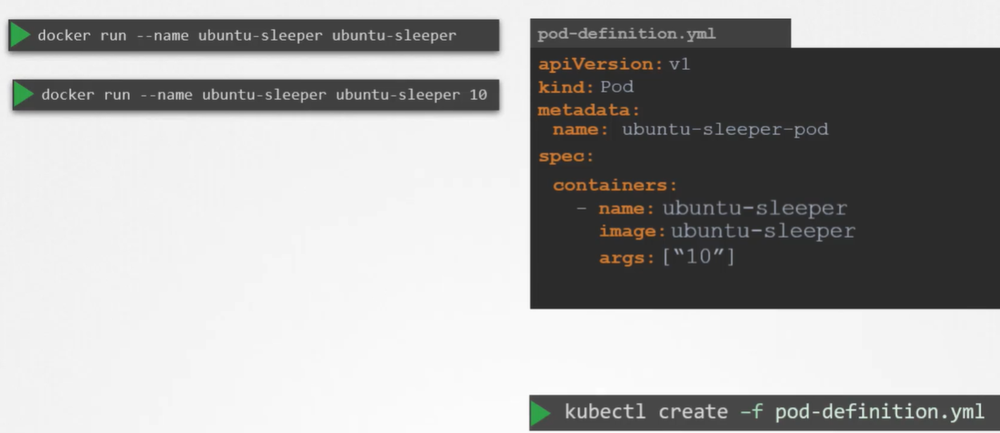 docker run --name ubuntu-sleeper ubuntu-sleeper
docker run --name ubuntu-sleeper ubuntu-sleeper 10
pod-definition.yml
apiVersion: v1
kind: Pod
metadata:
  name: ubuntu-sleeper-pod
spec:
  containers:
    - name: ubuntu-sleeper
      image: ubuntu-sleeper
      args: [“10”]
kubectl create –f pod-definition.yml